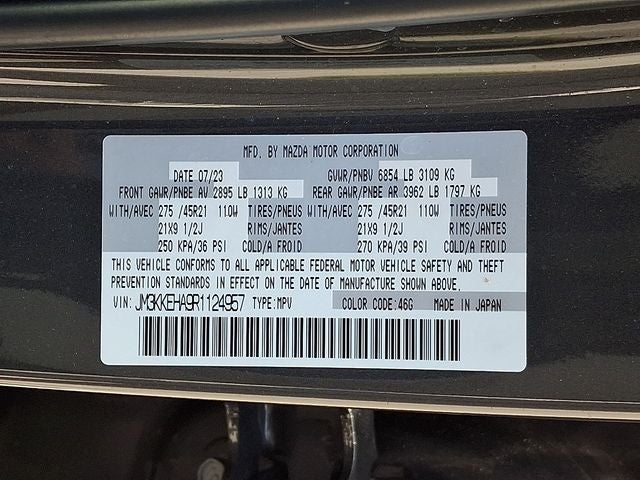 MFD. BY MAZDA MOTOR CORPORATION
DATE 07/23 GVWR/PNBV 6854 LB 3109 KG
FRONT GAWR/PNBE AV 2895 LB 1313 KG REAR GAWR/PNBE AR 3962 LB 1797 KG
WITH/AVEC 275 /45R21 110W TIRES/PNEUS WITH/AVEC 275 /45R21 110W TIRES/PNEUS
21X9 1/2J RIMS/JANTES 21X9 1/2J RIMS/JANTES
250 KPA/36 PSI COLD/A FROID 270 KPA/39 PSI COLD/A FROID
THIS VEHICLE CONFORMS TO ALL APPLICABLE FEDERAL MOTOR VEHICLE SAFETY AND THEFT
PREVENTION STANDARDS IN EFFECT ON THE DATE OF MANUFACTURE SHOWN ABOVE.
VIN: JM3KKEHA9R1124957 TYPE:MPV COLOR CODE:46G MADE IN JAPAN